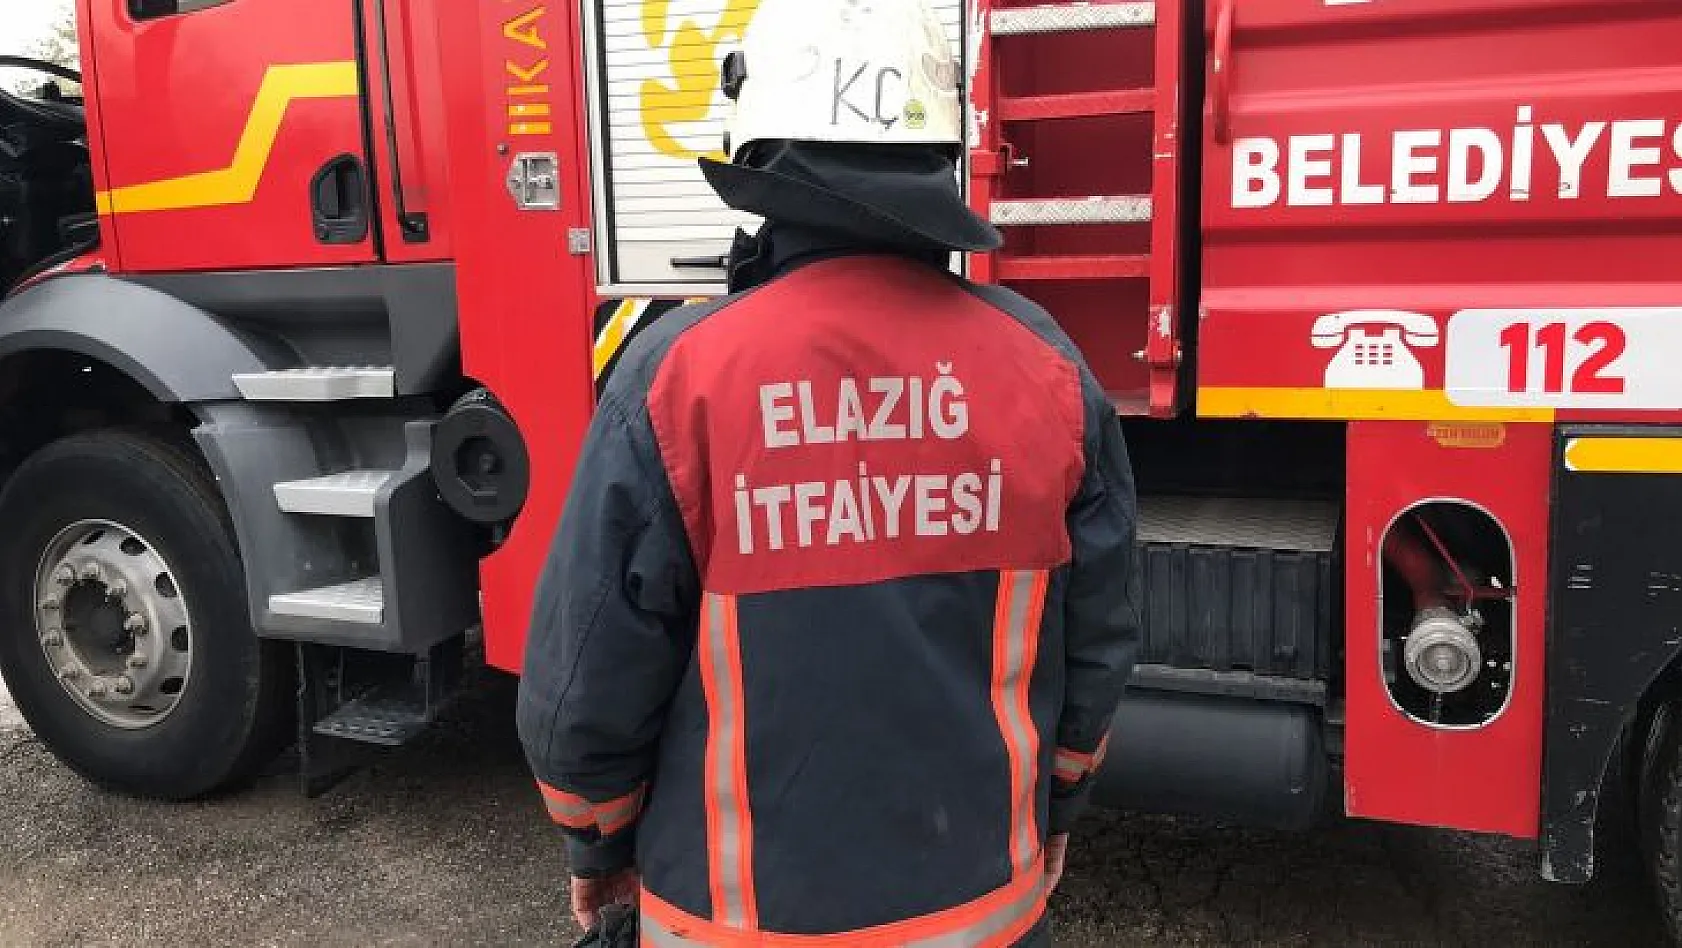 KÇ
BELEDİYES
112
ELAZIĞ
İTFAİYESİ